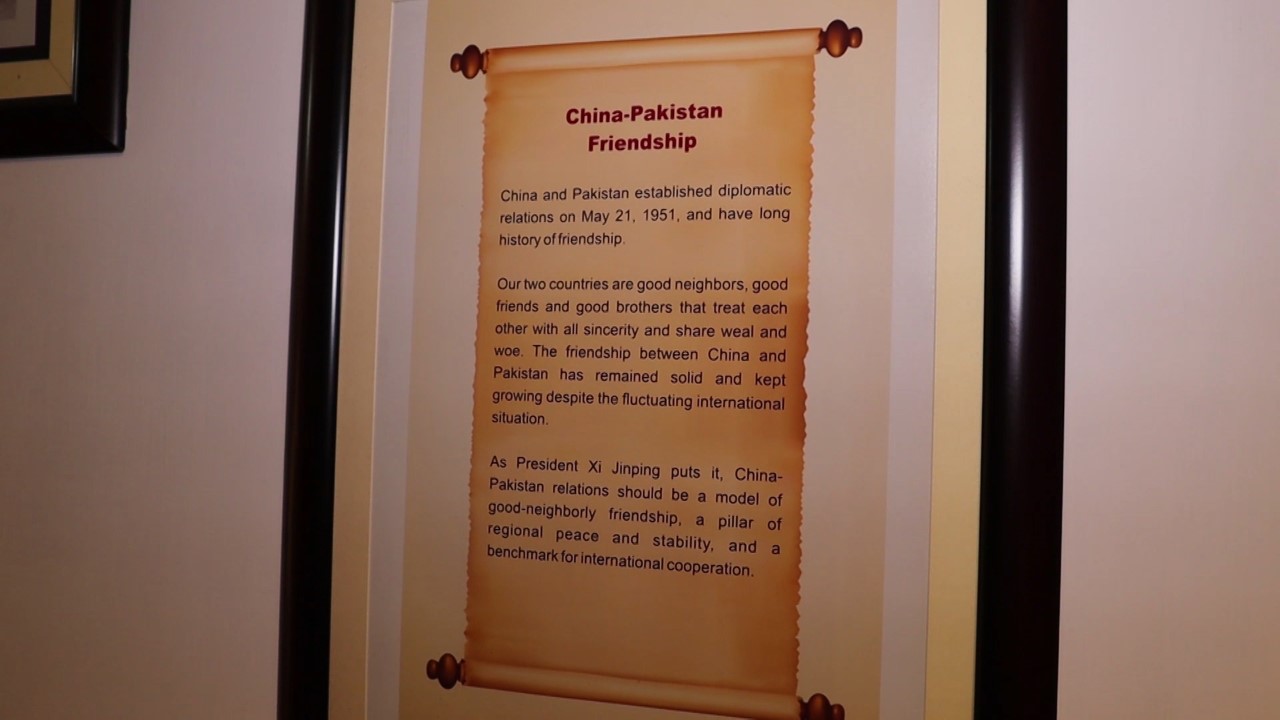 China-Pakistan
Friendship
China and Pakistan established diplomatic
relations on May 21, 1951, and have long
history of friendship.
Our two countries are good neighbors, good
friends and good brothers that treat each
other with all sincerity and share weal and
woe. The friendship between China and
Pakistan has remained solid and kept
growing despite the fluctuating international
situation.
As President Xi Jinping puts it, China-
Pakistan relations should be a model of
good-neighborly friendship, a pillar of
regional peace and stability, and a
benchmark for international cooperation.